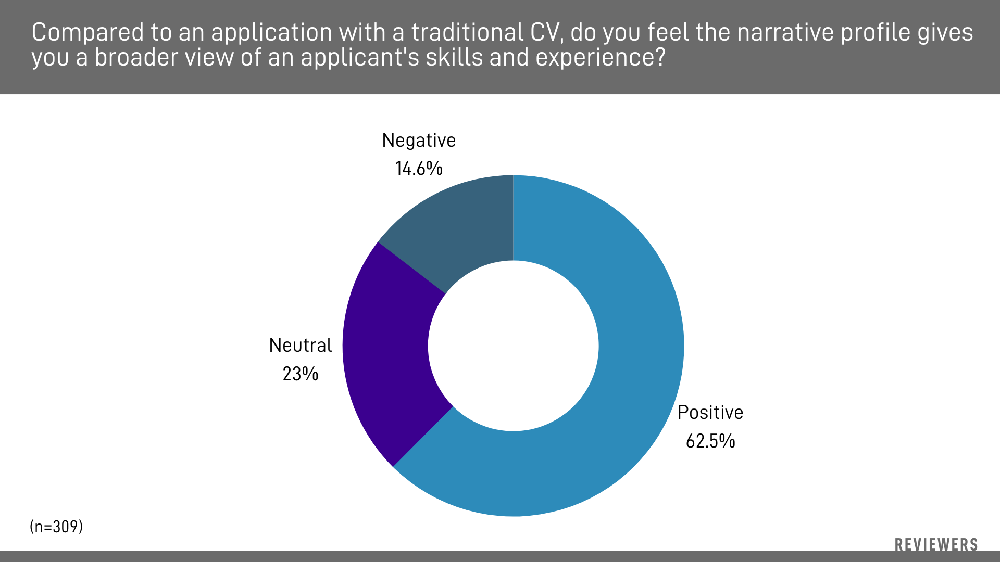 Compared to an application with a traditional CV, do you feel the narrative profile gives
you a broader view of an applicant's skills and experience?
Negative
14.6%
Neutral
23%
Positive
62.5%
(n=309)
REVIEWERS